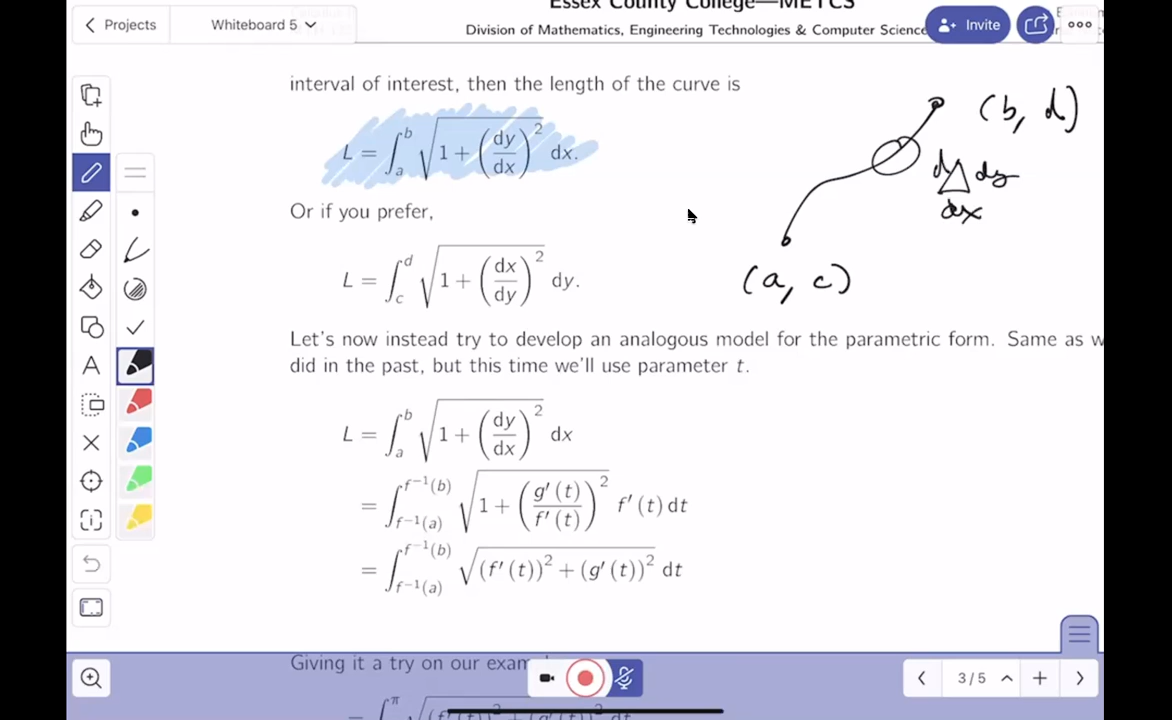 Projects
Whiteboard 5
Essex County College—METCS
Division of Mathematics, Engineering Technologies & Computer Science
Invite
interval of interest, then the length of the curve is
L = ∫_a^b √(1 + (dy/dx)^2) dx.
(b, d)
dy
dx
(a, c)
Or if you prefer,
L = ∫_c^d √(1 + (dx/dy)^2) dy.
Let's now instead try to develop an analogous model for the parametric form. Same as w
did in the past, but this time we'll use parameter t.
L = ∫_a^b √(1 + (dy/dx)^2) dx
= ∫_{f^{-1}(a)}^{f^{-1}(b)} √(1 + (g′(t)/f′(t))^2) f′(t) dt
= ∫_{f^{-1}(a)}^{f^{-1}(b)} √((f′(t))^2 + (g′(t))^2) dt
Giving it a try on our exam
3/5